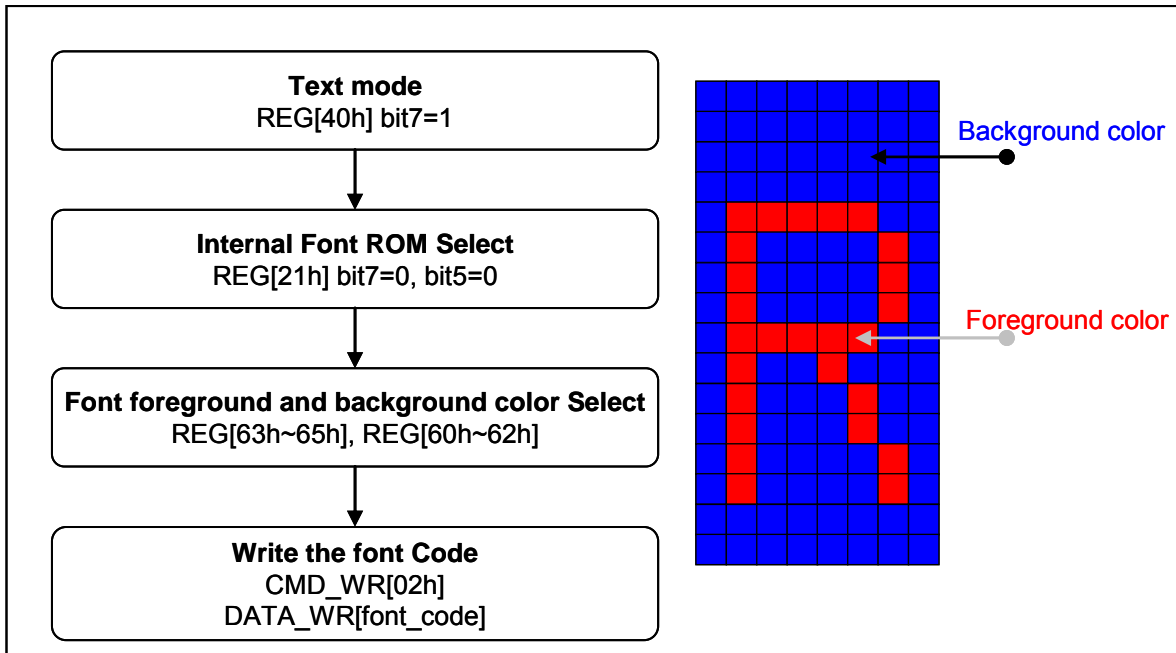 Text mode
REG[40h] bit7=1
Internal Font ROM Select
REG[21h] bit7=0, bit5=0
Font foreground and background color Select
REG[63h~65h], REG[60h~62h]
Write the font Code
CMD_WR[02h]
DATA_WR[font_code]
Background color
Foreground color